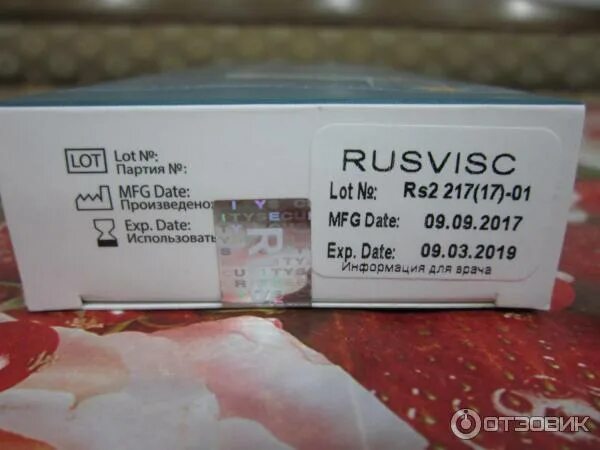 LOT
Lot №:
Партия №:
MFG Date:
Произведено:
Exp. Date:
Использовать
RUSVISC
Lot №: Rs2 217(17)-01
MFG Date: 09.09.2017
Exp. Date: 09.03.2019
Информация для врача
ITYSECU
R
ОТЗОВИК